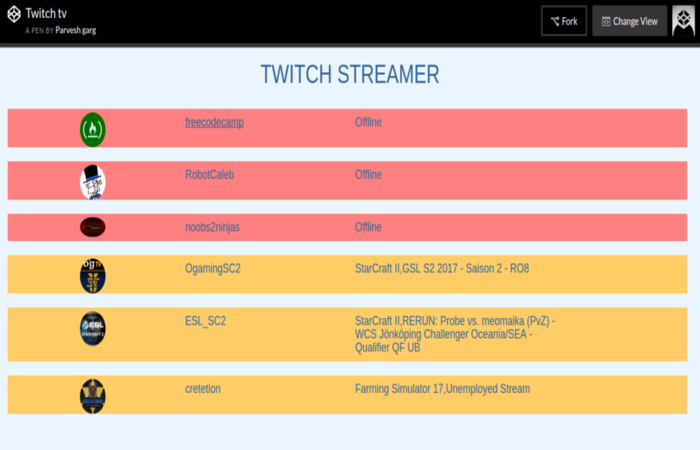 Twitch tv
A PEN BY Parvesh garg
Fork
Change View
TWITCH STREAMER
freecodecamp
Offline
RobotCaleb
Offline
noobs2ninjas
Offline
OgamingSC2
StarCraft II,GSL S2 2017 - Saison 2 - RO8
ESL
ESL_SC2
StarCraft II,RERUN: Probe vs. meomaika (PvZ) -
WCS Jönköping Challenger Oceania/SEA -
Qualifier QF UB
cretetion
Farming Simulator 17,Unemployed Stream